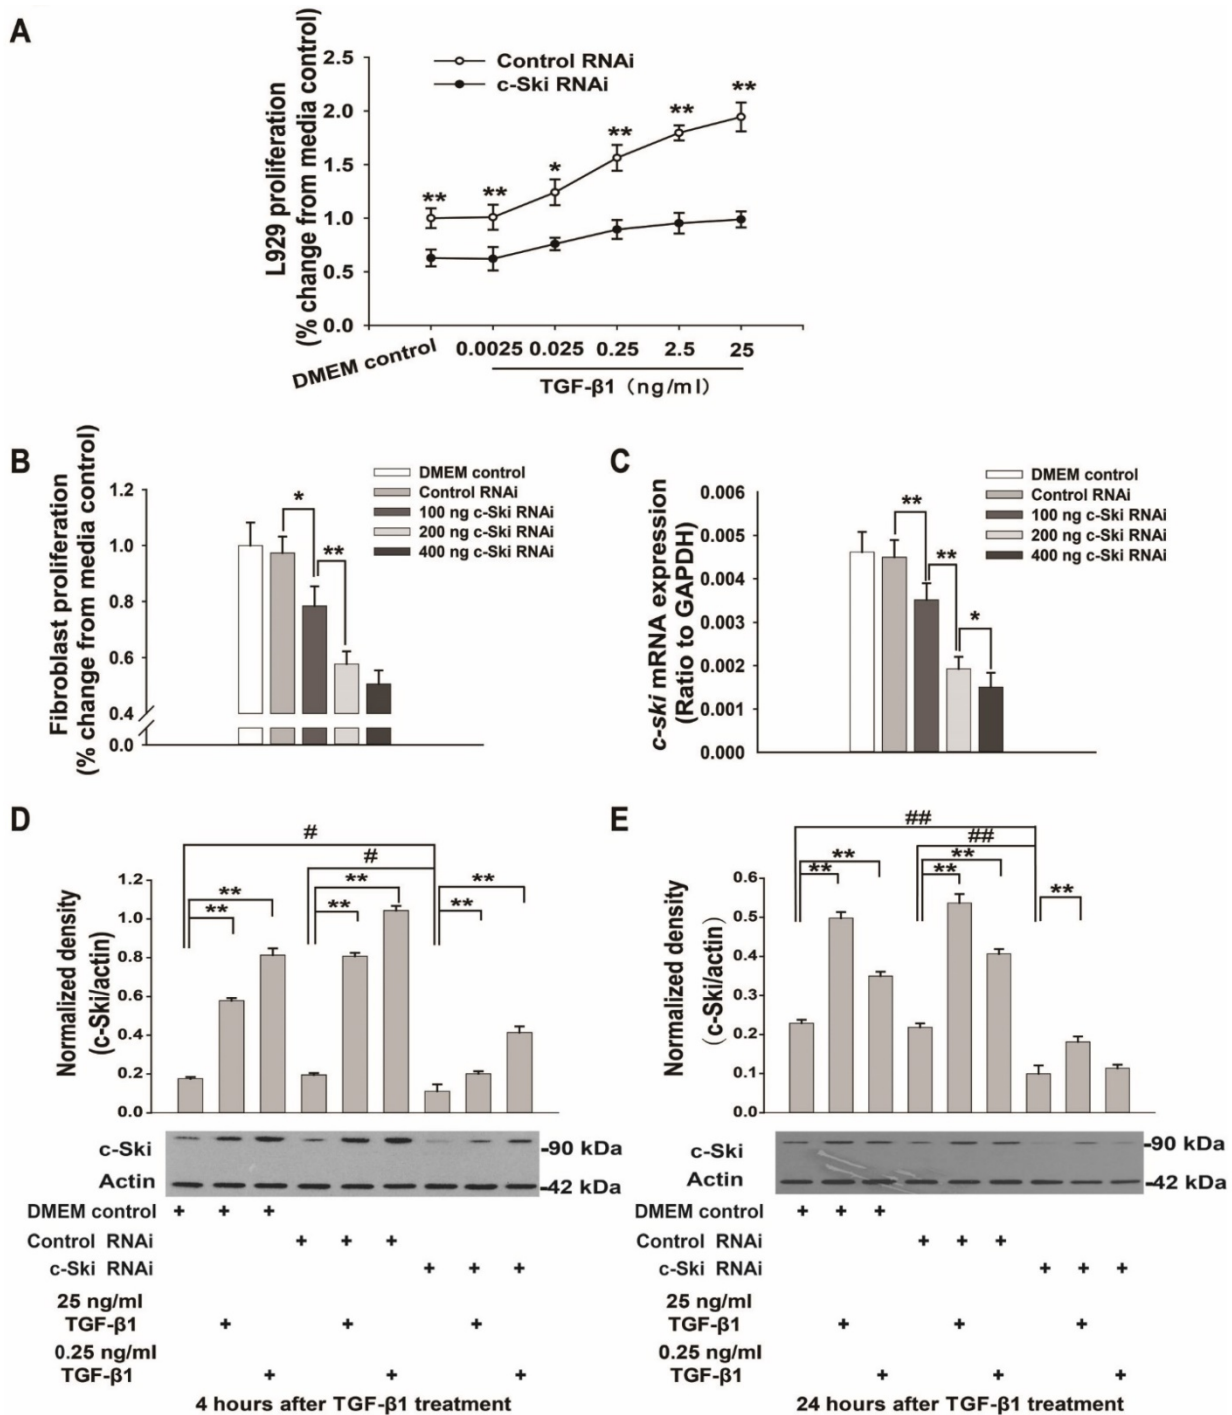 A
2.5
2.0
1.5
1.0
0.5
0.0
L929 proliferation
(% change from media control)
Control RNAi
c-Ski RNAi
** ** * ** ** **
DMEM control 0.0025 0.025 0.25 2.5 25
TGF-β1 (ng/ml)
B
Fibroblast proliferation
(% change from media control)
1.2
1.0
0.8
0.6
0.4
0.0
* **
DMEM control
Control RNAi
100 ng c-Ski RNAi
200 ng c-Ski RNAi
400 ng c-Ski RNAi
C
c-ski mRNA expression
(Ratio to GAPDH)
0.006
0.005
0.004
0.003
0.002
0.001
0.000
** ** *
DMEM control
Control RNAi
100 ng c-Ski RNAi
200 ng c-Ski RNAi
400 ng c-Ski RNAi
D
#
#
** ** ** ** ** **
Normalized density
(c-Ski/actin)
1.2
1.0
0.8
0.6
0.4
0.2
0.0
c-Ski -90 kDa
Actin -42 kDa
DMEM control + + +
Control RNAi + + +
c-Ski RNAi + + +
25 ng/ml
TGF-β1 + + +
0.25 ng/ml
TGF-β1 + + +
4 hours after TGF-β1 treatment
E
##
##
** ** ** ** **
Normalized density
(c-Ski/actin)
0.6
0.5
0.4
0.3
0.2
0.1
0.0
c-Ski -90 kDa
Actin -42 kDa
DMEM control + + +
Control RNAi + + +
c-Ski RNAi + + +
25 ng/ml
TGF-β1 + + +
0.25 ng/ml
TGF-β1 + + +
24 hours after TGF-β1 treatment